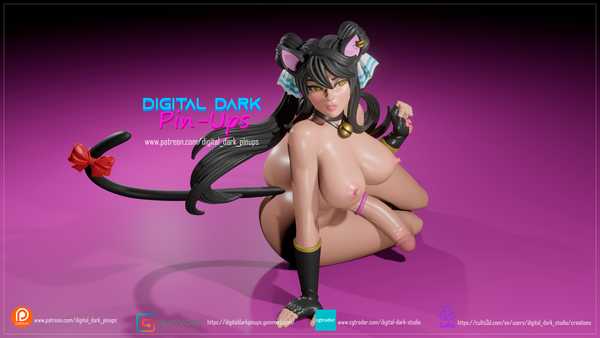 DIGITAL DARK
Pin-Ups
www.patreon.com/digital_dark_pinups
www.patreon.com/digital_dark_pinups
https://digitaldarkpinups.gumroad.com/
cgtrader
www.cgtrader.com/digital-dark-studio
https://cults3d.com/en/users/digital_dark_studio/creations